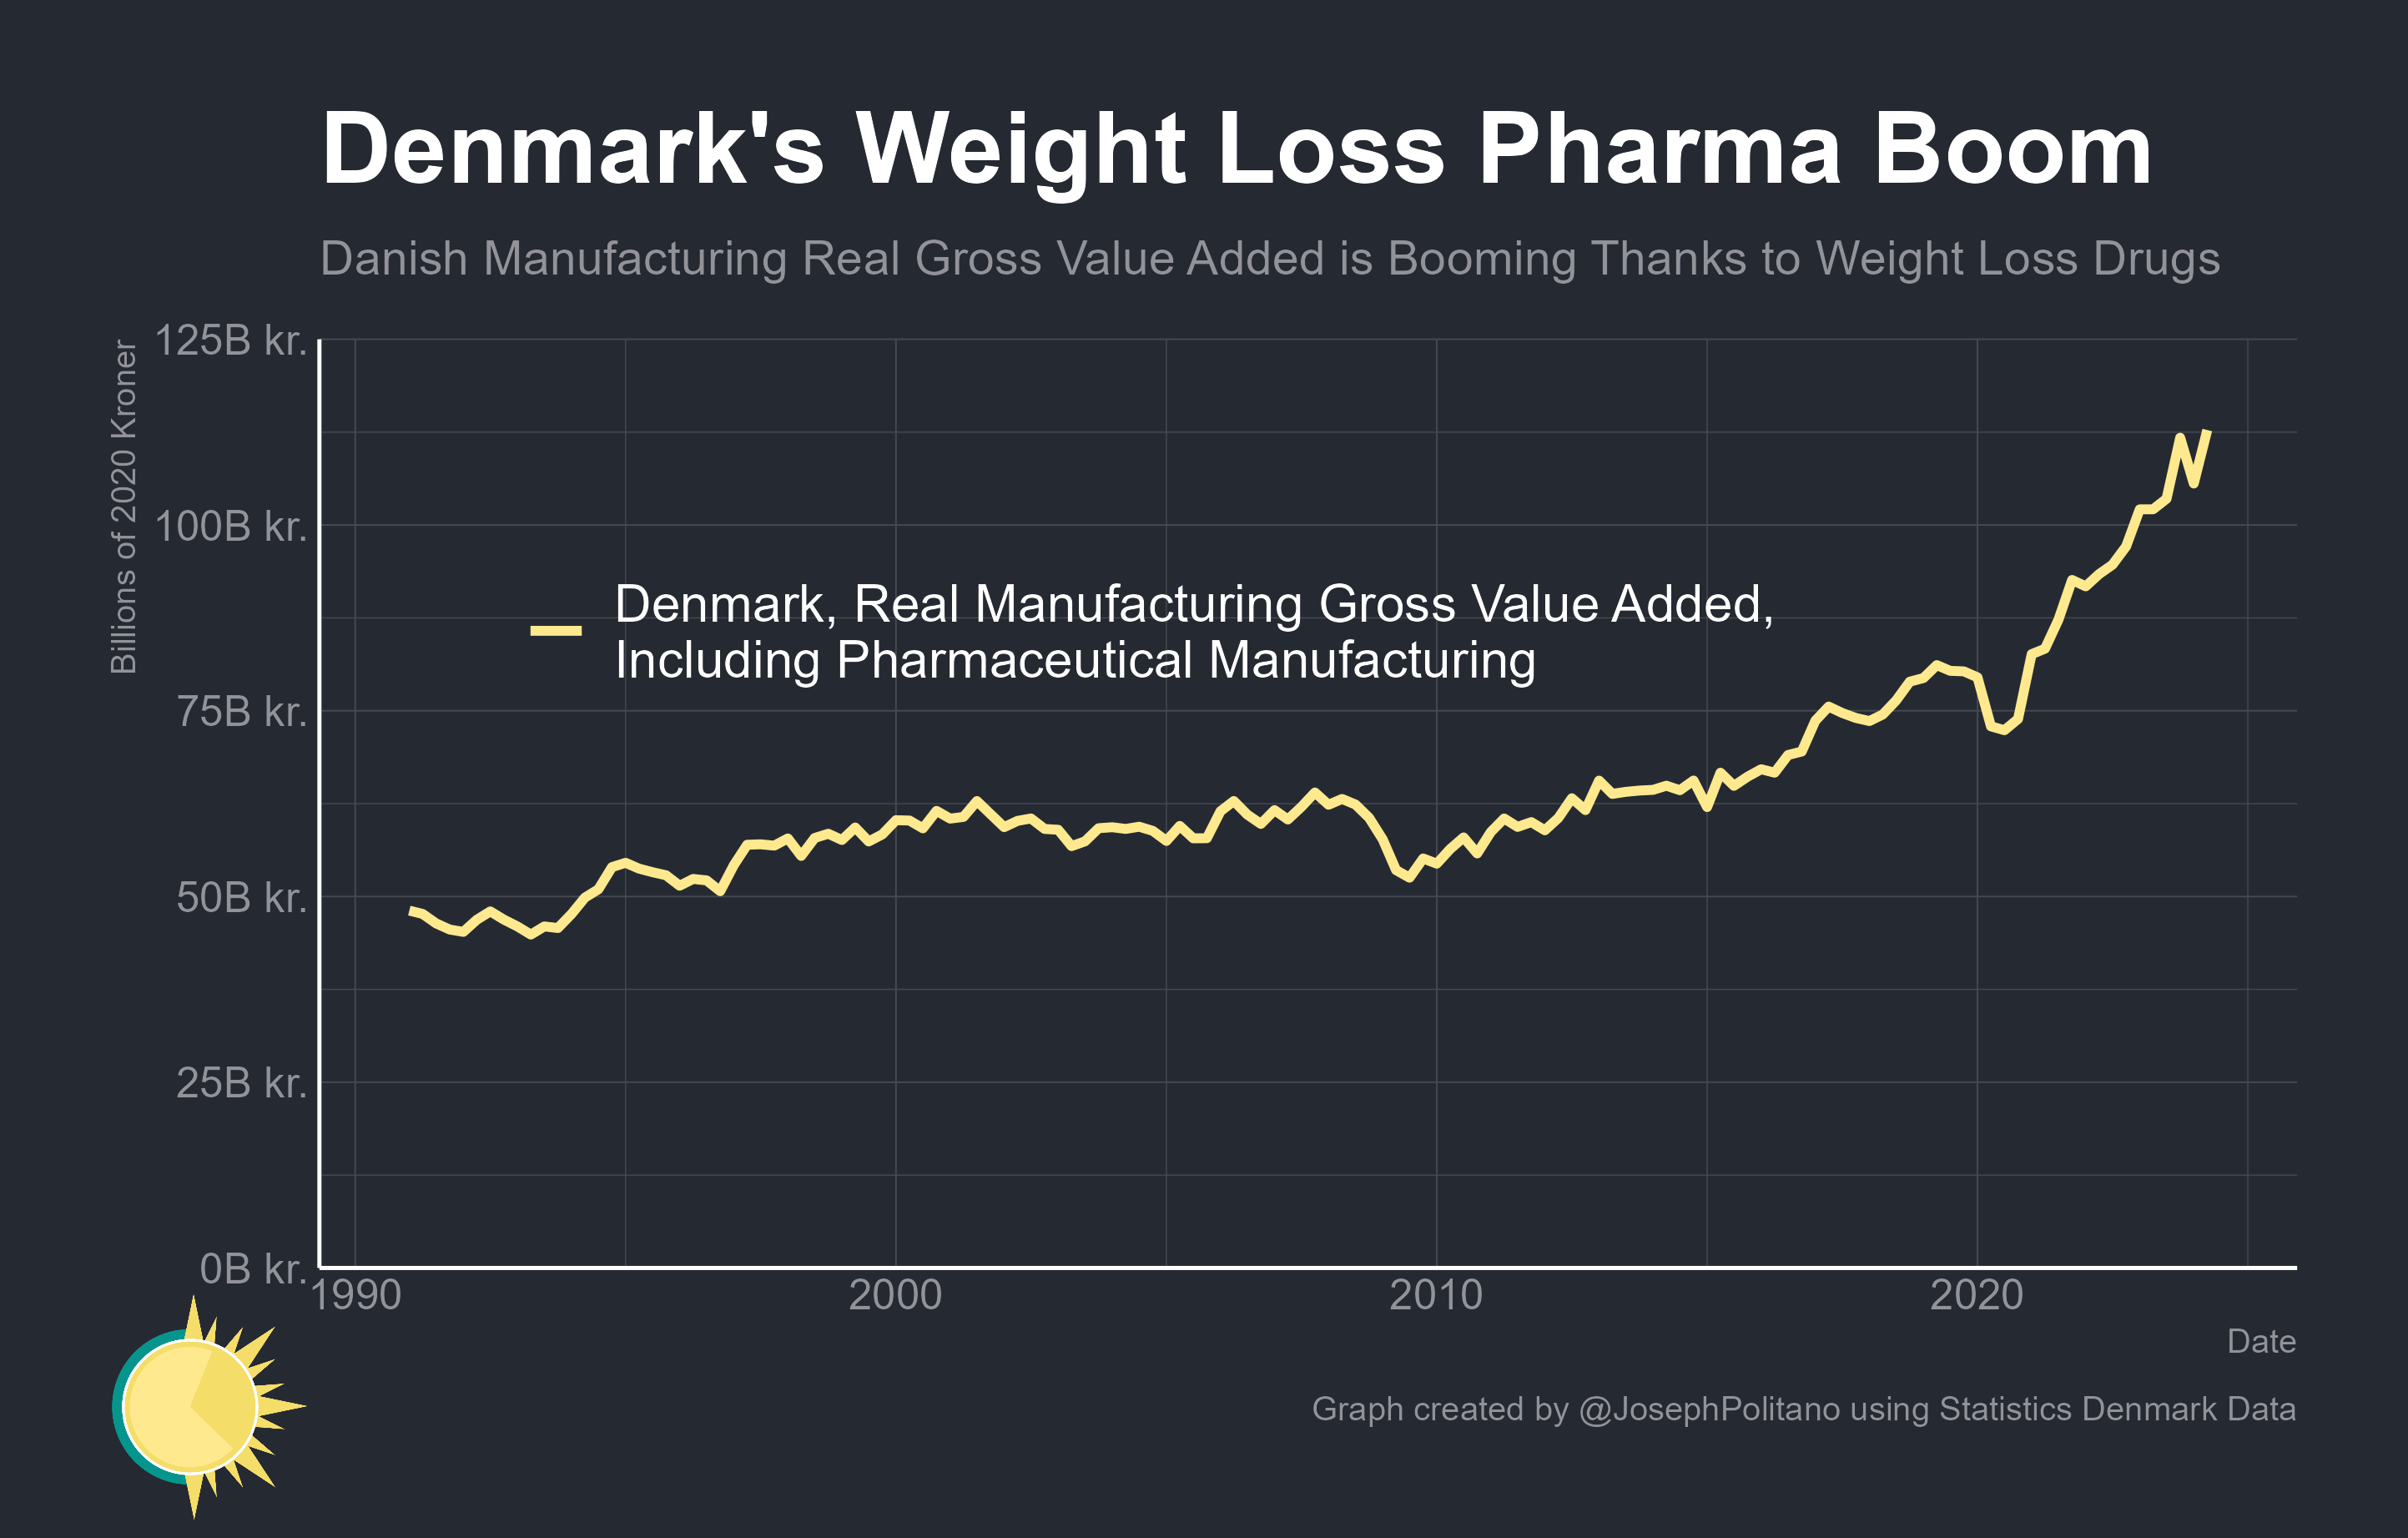 Denmark's Weight Loss Pharma Boom
Danish Manufacturing Real Gross Value Added is Booming Thanks to Weight Loss Drugs
Billions of 2020 Kroner
125B kr.
100B kr.
75B kr.
50B kr.
25B kr.
0B kr.
Denmark, Real Manufacturing Gross Value Added,
Including Pharmaceutical Manufacturing
1990
2000
2010
2020
Date
Graph created by @JosephPolitano using Statistics Denmark Data